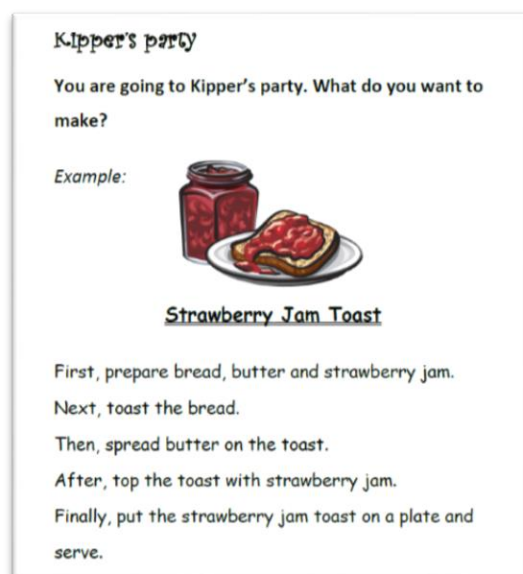 Kipper's party
You are going to Kipper's party. What do you want to
make?
Example:
Strawberry Jam Toast
First, prepare bread, butter and strawberry jam.
Next, toast the bread.
Then, spread butter on the toast.
After, top the toast with strawberry jam.
Finally, put the strawberry jam toast on a plate and
serve.